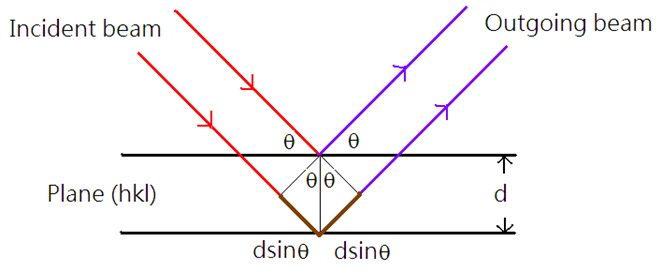 Incident beam
Outgoing beam
θ
θ
Plane (hkl)
θ
θ
d
dsinθ
dsinθ